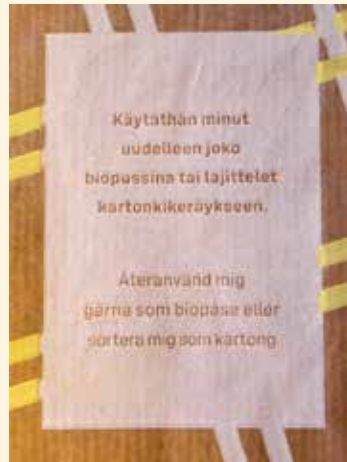 Käytäthän minut
uudelleen joko
biopussina tai lajittelet
kartonkikeräykseen.
Återanvänd mig
gärna som biopåse eller
sortera mig som kartong